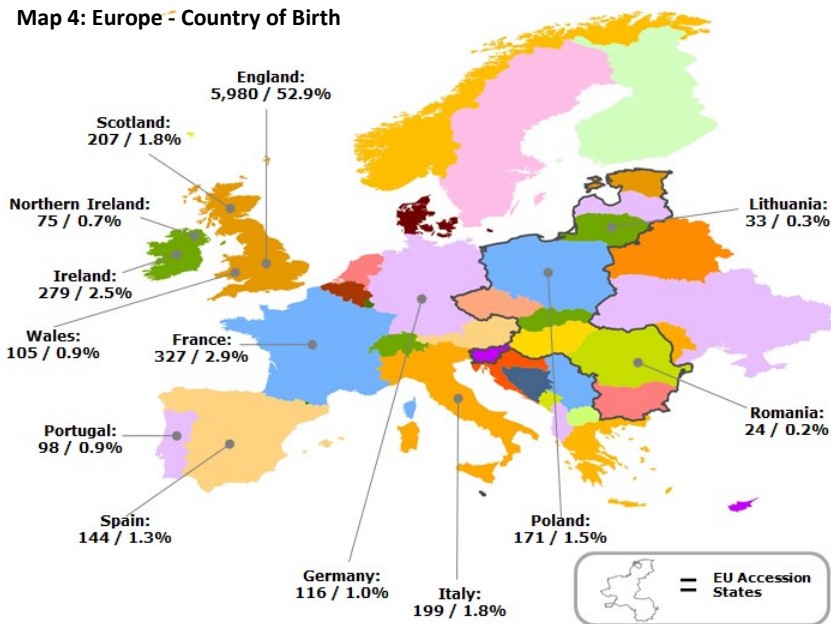 Map 4: Europe - Country of Birth
England:
5,980 / 52.9%
Scotland:
207 / 1.8%
Northern Ireland:
75 / 0.7%
Lithuania:
33 / 0.3%
Ireland:
279 / 2.5%
Wales:
105 / 0.9%
France:
327 / 2.9%
Romania:
24 / 0.2%
Portugal:
98 / 0.9%
Spain:
144 / 1.3%
Poland:
171 / 1.5%
Germany:
116 / 1.0%
Italy:
199 / 1.8%
= EU Accession
States